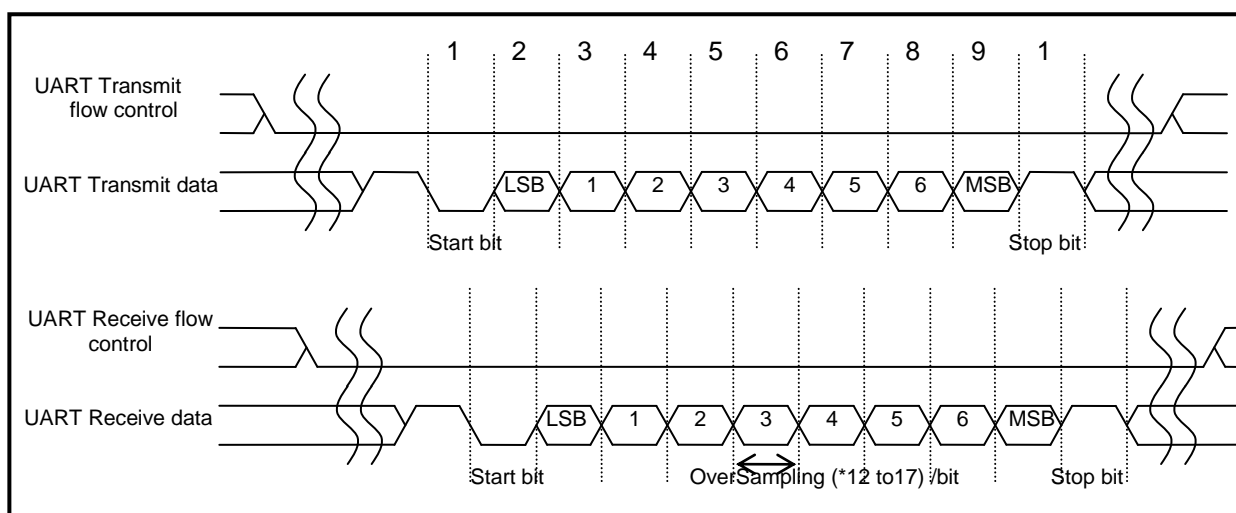 1 2 3 4 5 6 7 8 9 1
UART Transmit
flow control
UART Transmit data
LSB 1 2 3 4 5 6 MSB
Start bit Stop bit
UART Receive flow
control
UART Receive data
LSB 1 2 3 4 5 6 MSB
Start bit OverSampling (*12 to17) /bit Stop bit